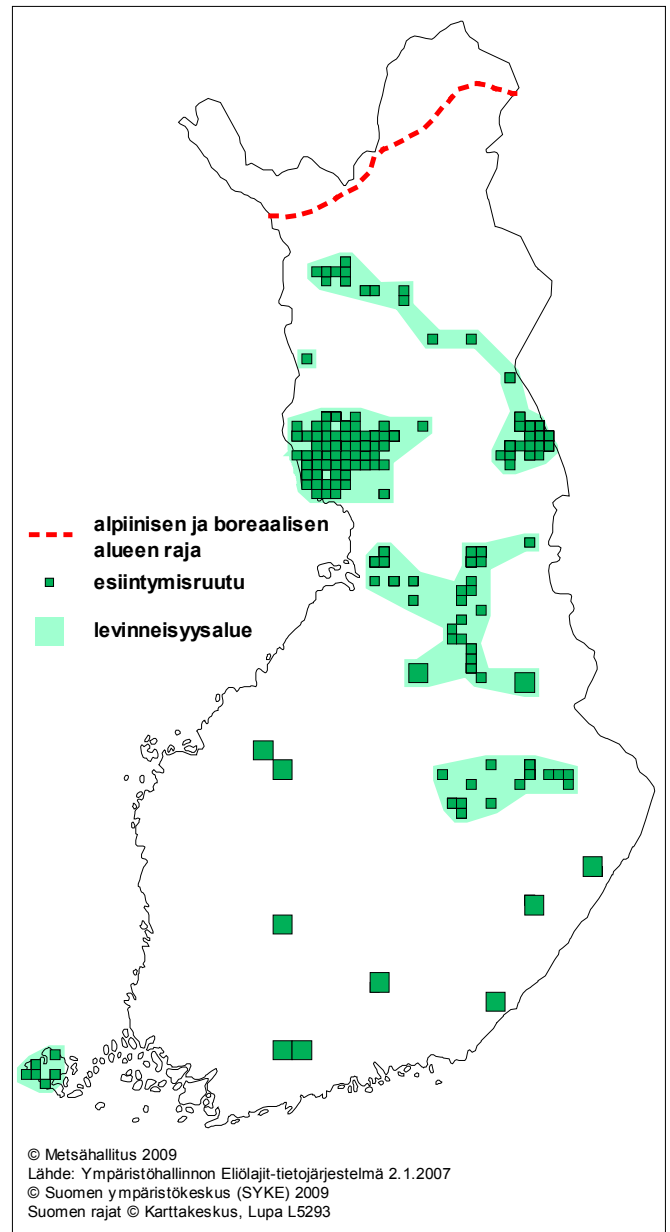 alpiinisen ja boreaalisen
alueen raja
esiintymisruutu
levinneisyysalue
© Metsähallitus 2009
Lähde: Ympäristöhallinnon Eliölajit-tietojärjestelmä 2.1.2007
© Suomen ympäristökeskus (SYKE) 2009
Suomen rajat © Karttakeskus, Lupa L5293